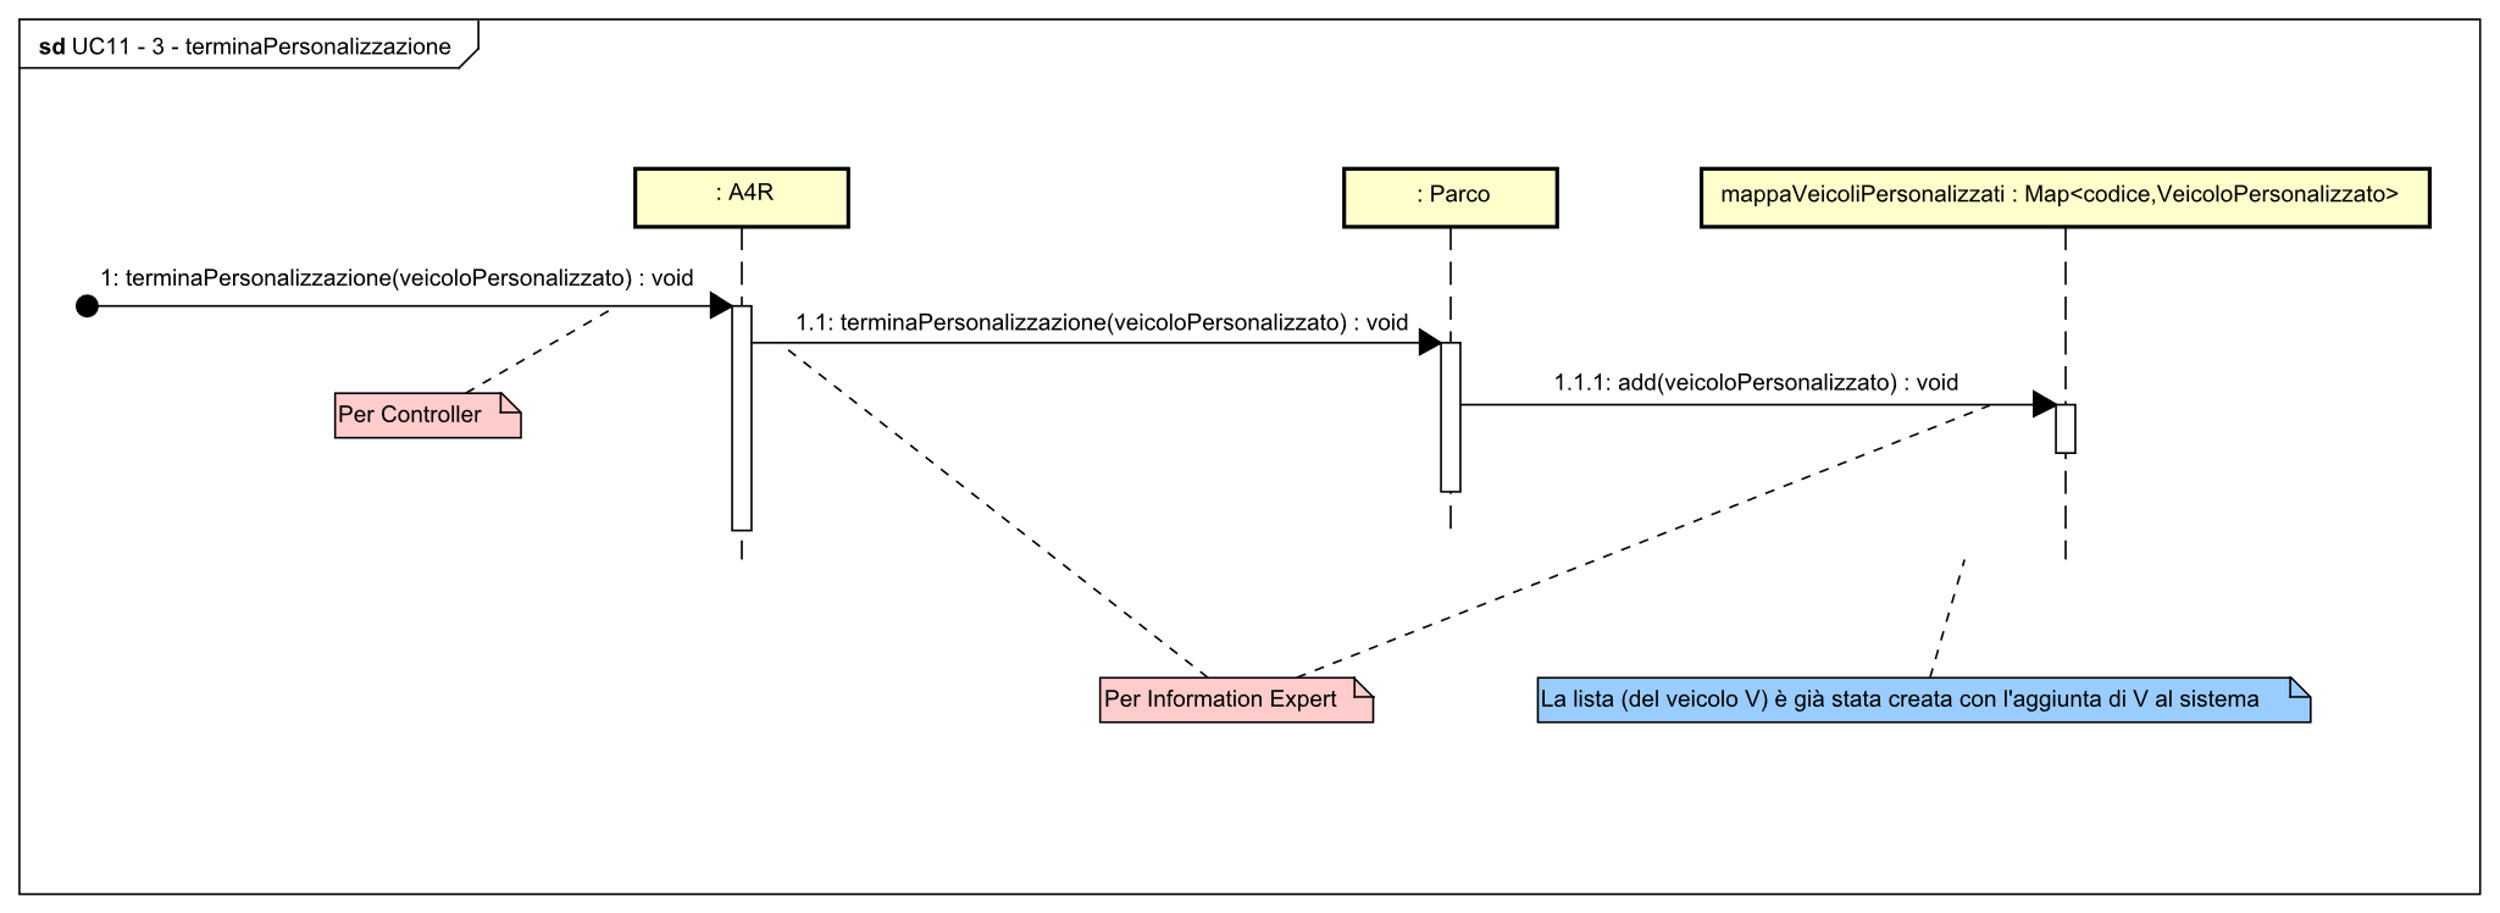 sd UC11 - 3 - terminaPersonalizzazione
: A4R
: Parco
mappaVeicoliPersonalizzati : Map<codice,VeicoloPersonalizzato>
1: terminaPersonalizzazione(veicoloPersonalizzato) : void
1.1: terminaPersonalizzazione(veicoloPersonalizzato) : void
1.1.1: add(veicoloPersonalizzato) : void
Per Controller
Per Information Expert
La lista (del veicolo V) è già stata creata con l'aggiunta di V al sistema